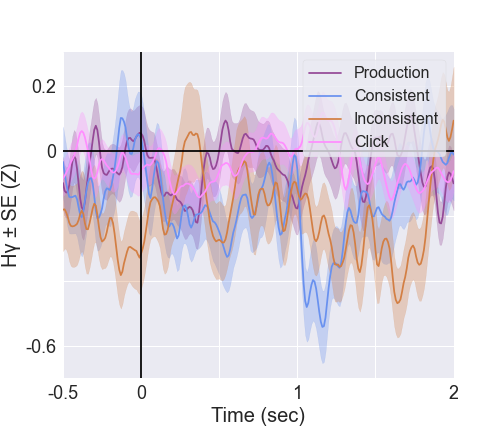 Production
Consistent
Inconsistent
Click
0.2
0
-0.6
Hγ ± SE (Z)
-0.5
0
1
2
Time (sec)